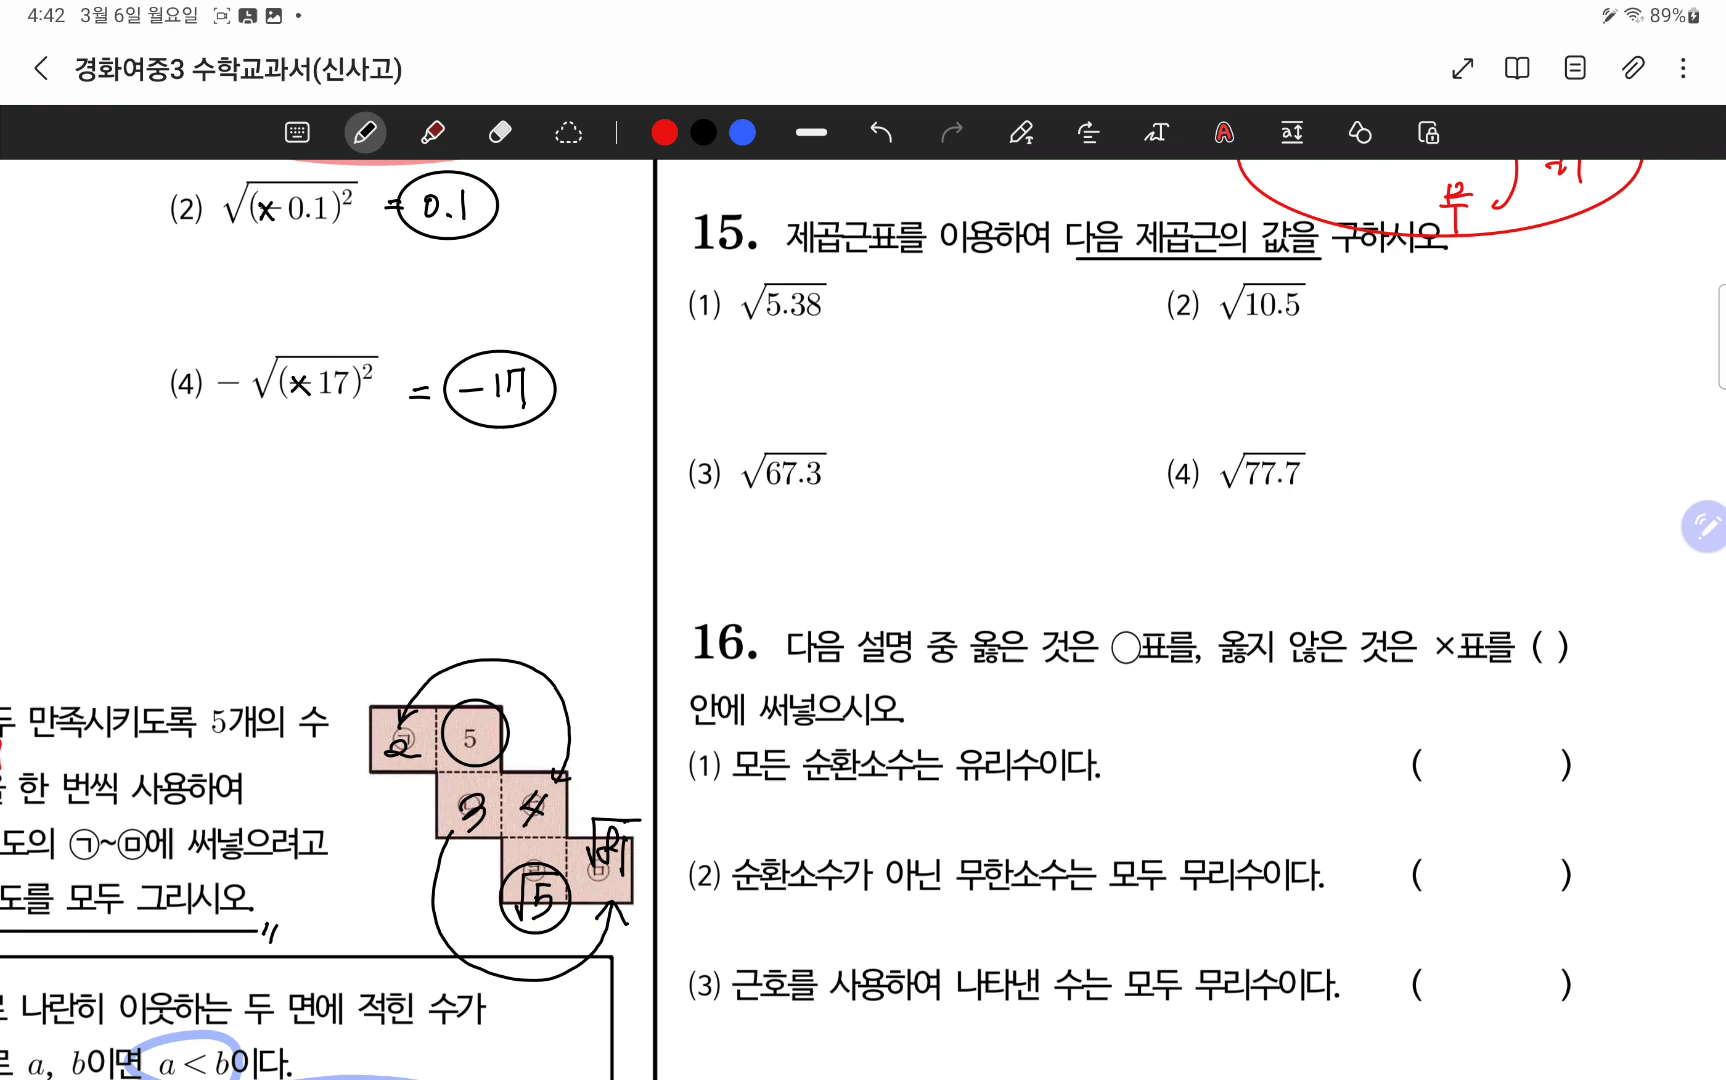 4:42 3월 6일 월요일 89%
경화여중3 수학교과서(신사고)
(2) √(-0.1)² = 0.1
(4) -√(-17)² = -17
두 만족시키도록 5개의 수
한 번씩 사용하여
도의 ㉠~㉤에 써넣으려고
도를 모두 그리시오.
2 5
3 4
√5
나란히 이웃하는 두 면에 적힌 수가
로 a, b이면 a < b이다.
15. 제곱근표를 이용하여 다음 제곱근의 값을 구하시오.
(1) √5.38 (2) √10.5
(3) √67.3 (4) √77.7
16. 다음 설명 중 옳은 것은 ○표를, 옳지 않은 것은 ×표를 ( )
안에 써넣으시오.
(1) 모든 순환소수는 유리수이다. ( )
(2) 순환소수가 아닌 무한소수는 모두 무리수이다. ( )
(3) 근호를 사용하여 나타낸 수는 모두 무리수이다. ( )